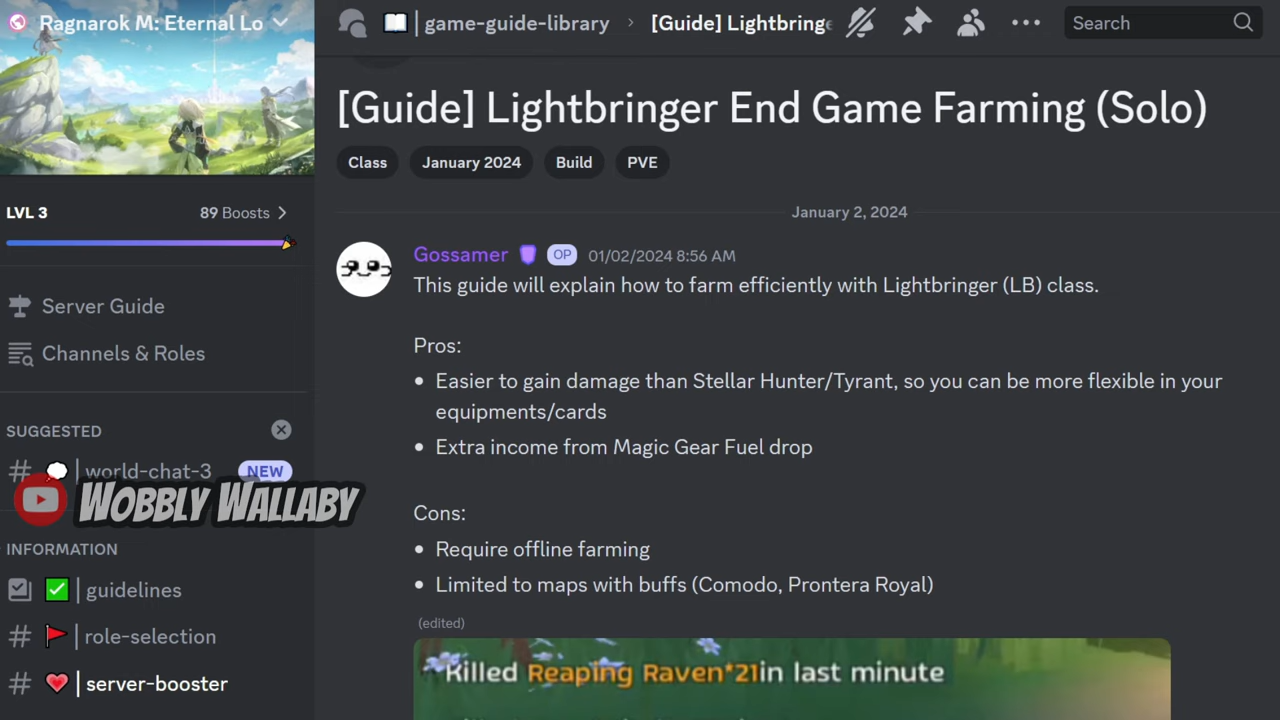 Ragnarok M: Eternal Lo
game-guide-library
[Guide] Lightbringe
Search
[Guide] Lightbringer End Game Farming (Solo)
Class
January 2024
Build
PVE
LVL 3
89 Boosts
January 2, 2024
Gossamer
OP
01/02/2024 8:56 AM
This guide will explain how to farm efficiently with Lightbringer (LB) class.
Server Guide
Pros:
Channels & Roles
• Easier to gain damage than Stellar Hunter/Tyrant, so you can be more flexible in your
equipments/cards
SUGGESTED
• Extra income from Magic Gear Fuel drop
world-chat-3
NEW
WOBBLY WALLABY
Cons:
INFORMATION
• Require offline farming
guidelines
• Limited to maps with buffs (Comodo, Prontera Royal)
(edited)
role-selection
Killed Reaping Raven*21in last minute
server-booster